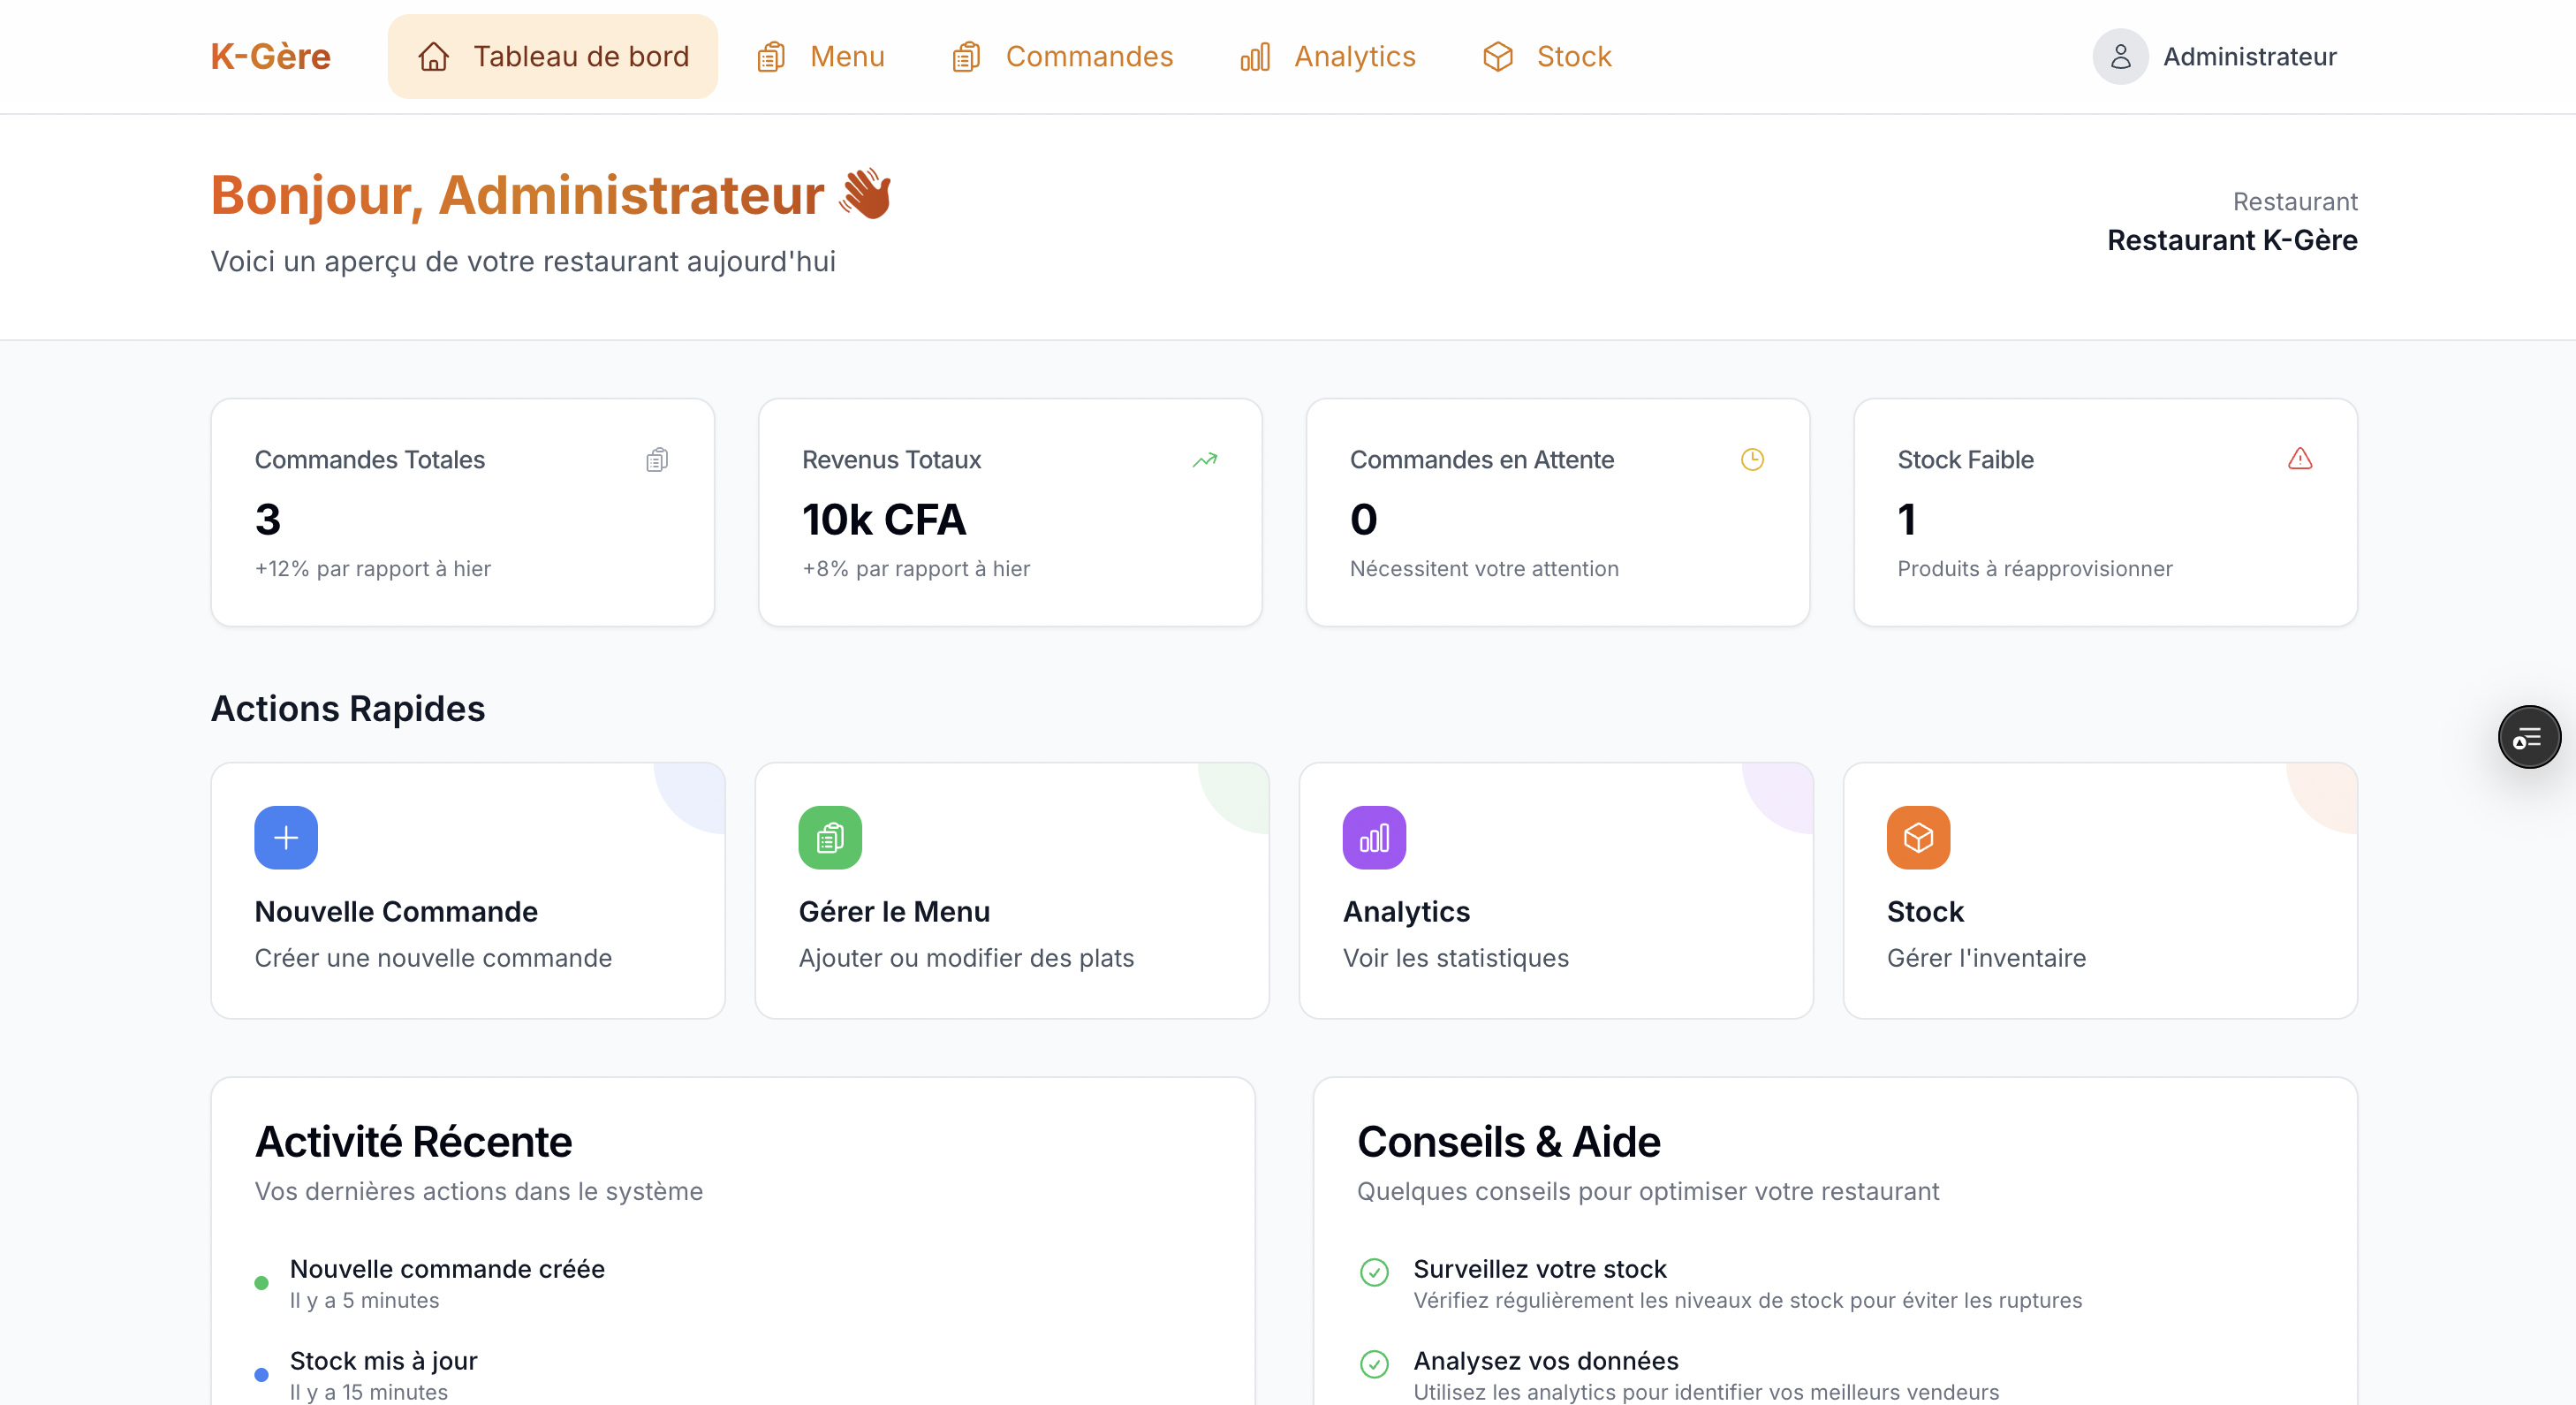 K-Gère
Tableau de bord
Menu
Commandes
Analytics
Stock
Administrateur
Bonjour, Administrateur 👋🏾
Voici un aperçu de votre restaurant aujourd'hui
Restaurant
Restaurant K-Gère
Commandes Totales
3
+12% par rapport à hier
Revenus Totaux
10k CFA
+8% par rapport à hier
Commandes en Attente
0
Nécessitent votre attention
Stock Faible
1
Produits à réapprovisionner
Actions Rapides
Nouvelle Commande
Créer une nouvelle commande
Gérer le Menu
Ajouter ou modifier des plats
Analytics
Voir les statistiques
Stock
Gérer l'inventaire
Activité Récente
Vos dernières actions dans le système
Nouvelle commande créée
Il y a 5 minutes
Stock mis à jour
Il y a 15 minutes
Conseils & Aide
Quelques conseils pour optimiser votre restaurant
Surveillez votre stock
Vérifiez régulièrement les niveaux de stock pour éviter les ruptures
Analysez vos données
Utilisez les analytics pour identifier vos meilleurs vendeurs